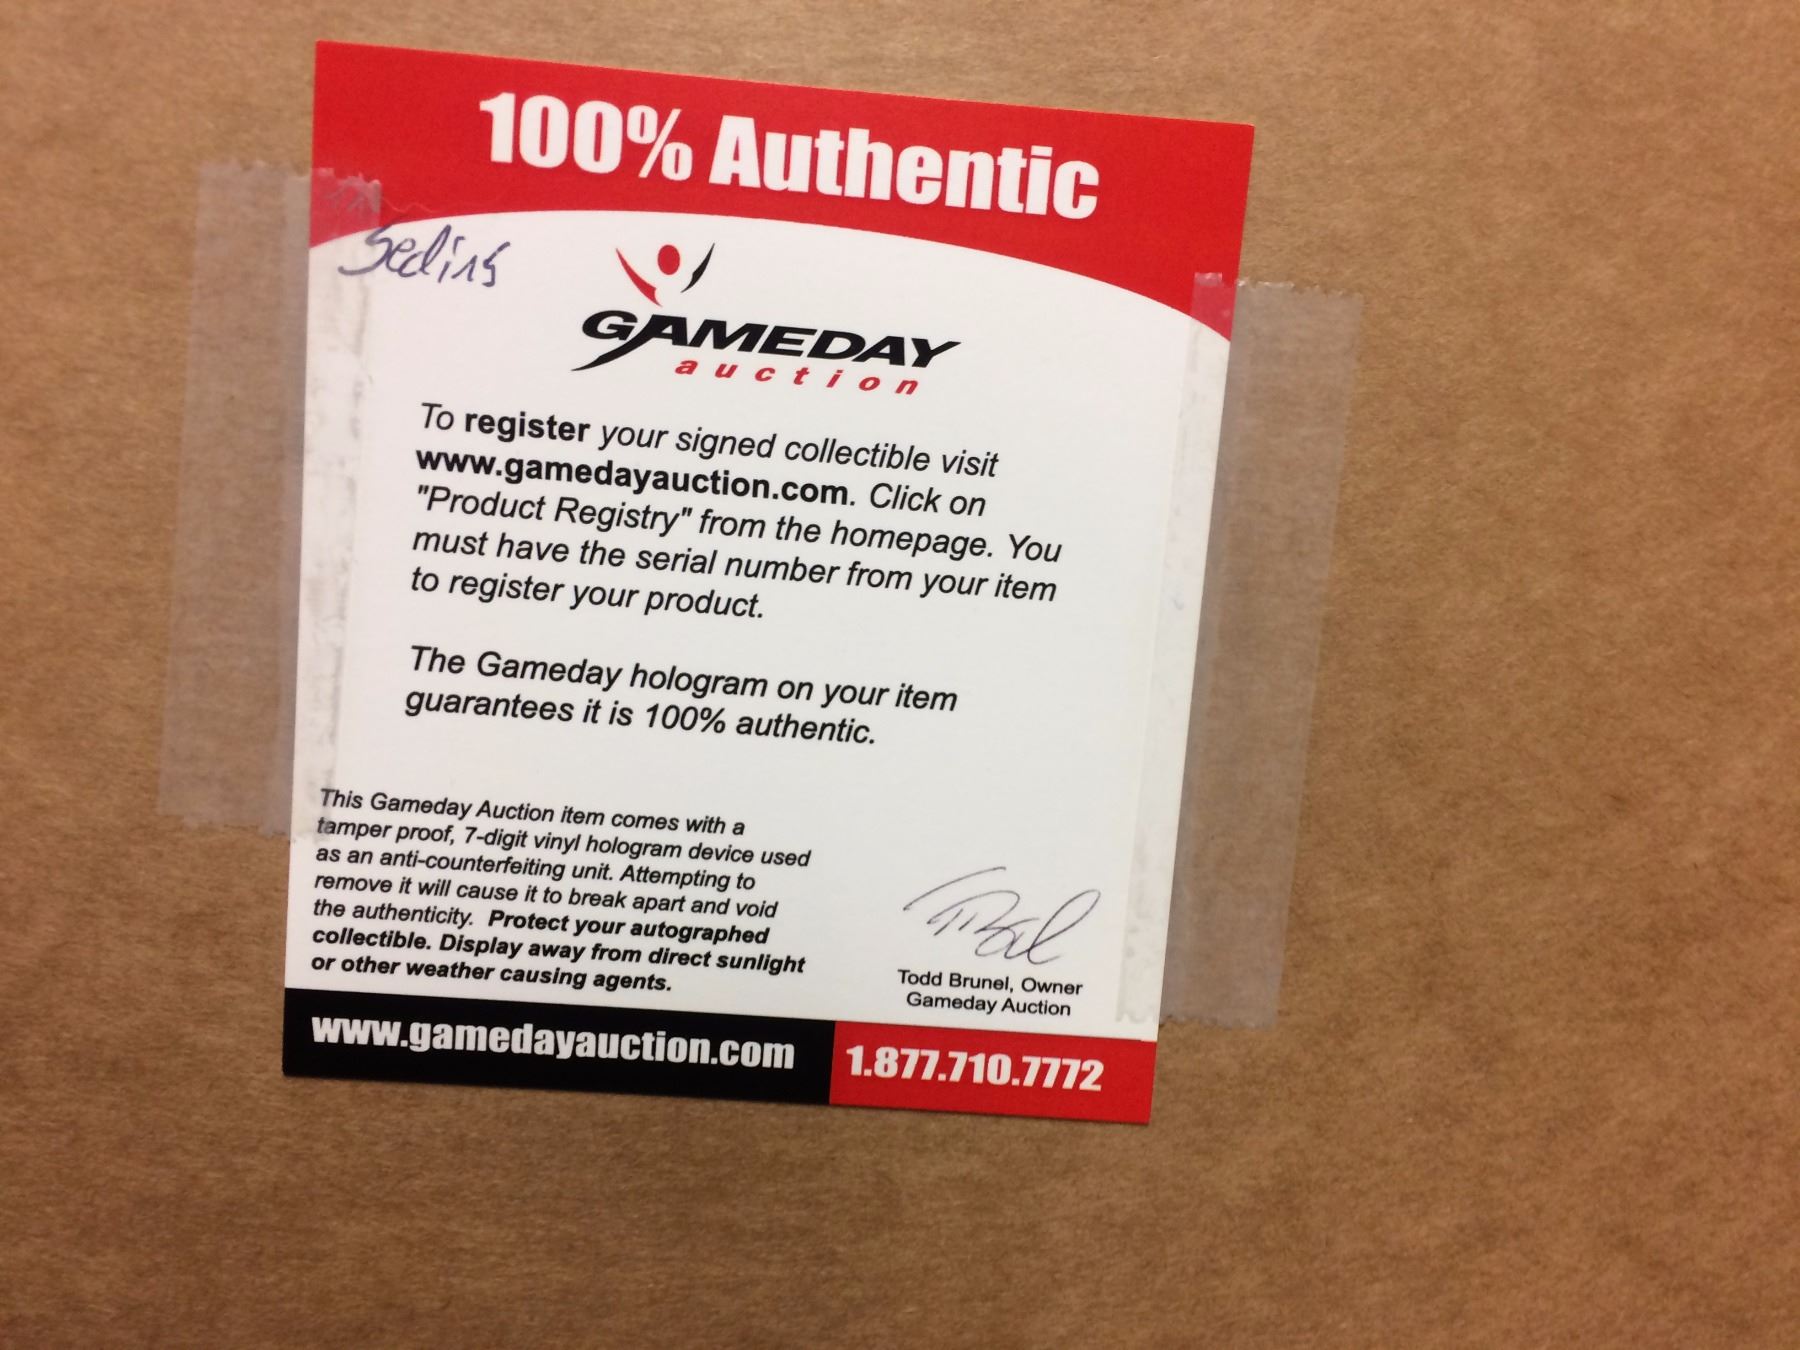 100% Authentic
Sedins
GAMEDAY
auction
To register your signed collectible visit
www.gamedayauction.com. Click on
"Product Registry" from the homepage. You
must have the serial number from your item
to register your product.
The Gameday hologram on your item
guarantees it is 100% authentic.
This Gameday Auction item comes with a
tamper proof, 7-digit vinyl hologram device used
as an anti-counterfeiting unit. Attempting to
remove it will cause it to break apart and void
the authenticity. Protect your autographed
collectible. Display away from direct sunlight
or other weather causing agents.
Todd Brunel, Owner
Gameday Auction
www.gamedayauction.com
1.877.710.7772